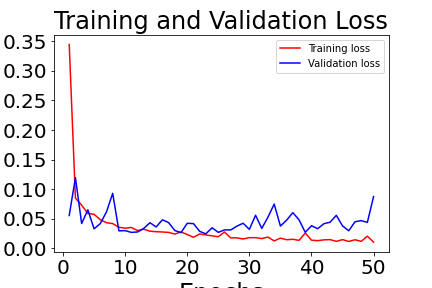 Training and Validation Loss
0.35
0.30
0.25
0.20
0.15
0.10
0.05
0.00
Training loss
Validation loss
0 10 20 30 40 50
Epochs